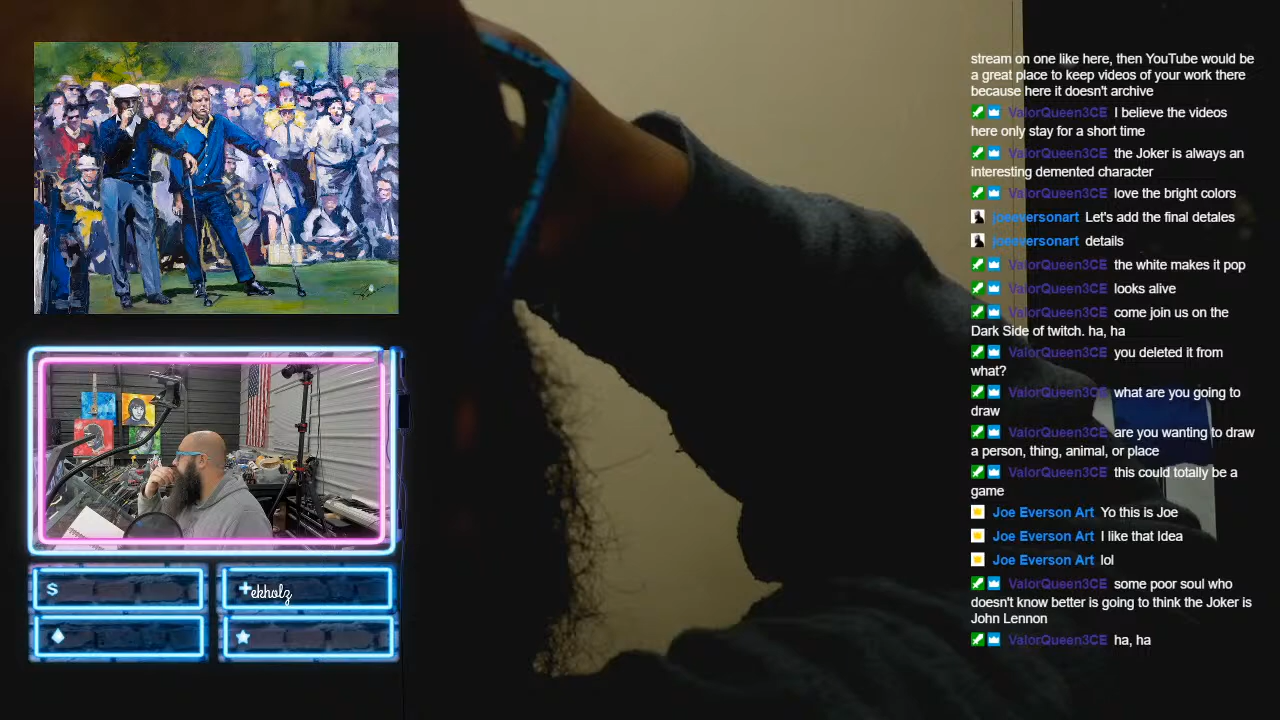 stream on one like here, then YouTube would be
a great place to keep videos of your work there
because here it doesn't archive
ValorQueen3CE I believe the videos
here only stay for a short time
ValorQueen3CE the Joker is always an
interesting demented character
ValorQueen3CE love the bright colors
joeeversonart Let's add the final detales
joeeversonart details
ValorQueen3CE the white makes it pop
ValorQueen3CE looks alive
ValorQueen3CE come join us on the
Dark Side of twitch. ha, ha
ValorQueen3CE you deleted it from
what?
ValorQueen3CE what are you going to
draw
ValorQueen3CE are you wanting to draw
a person, thing, animal, or place
ValorQueen3CE this could totally be a
game
Joe Everson Art Yo this is Joe
Joe Everson Art I like that Idea
Joe Everson Art lol
ValorQueen3CE some poor soul who
doesn't know better is going to think the Joker is
John Lennon
ValorQueen3CE ha, ha
$
+ekholz